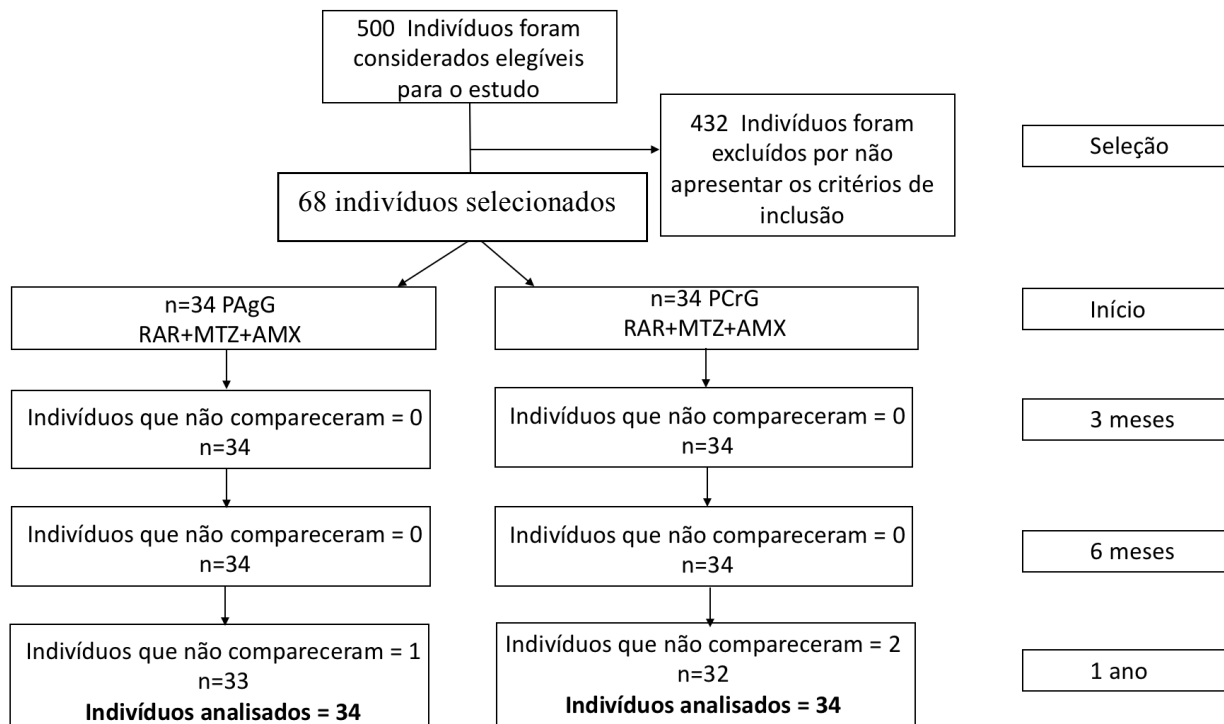 500 Indivíduos foram
considerados elegíveis
para o estudo
432 Indivíduos foram
excluídos por não
apresentar os critérios de
inclusão
Seleção
68 indivíduos selecionados
n=34 PAgG
RAR+MTZ+AMX
n=34 PCrG
RAR+MTZ+AMX
Início
Indivíduos que não compareceram = 0
n=34
Indivíduos que não compareceram = 0
n=34
3 meses
Indivíduos que não compareceram = 0
n=34
Indivíduos que não compareceram = 0
n=34
6 meses
Indivíduos que não compareceram = 1
n=33
Indivíduos analisados = 34
Indivíduos que não compareceram = 2
n=32
Indivíduos analisados = 34
1 ano